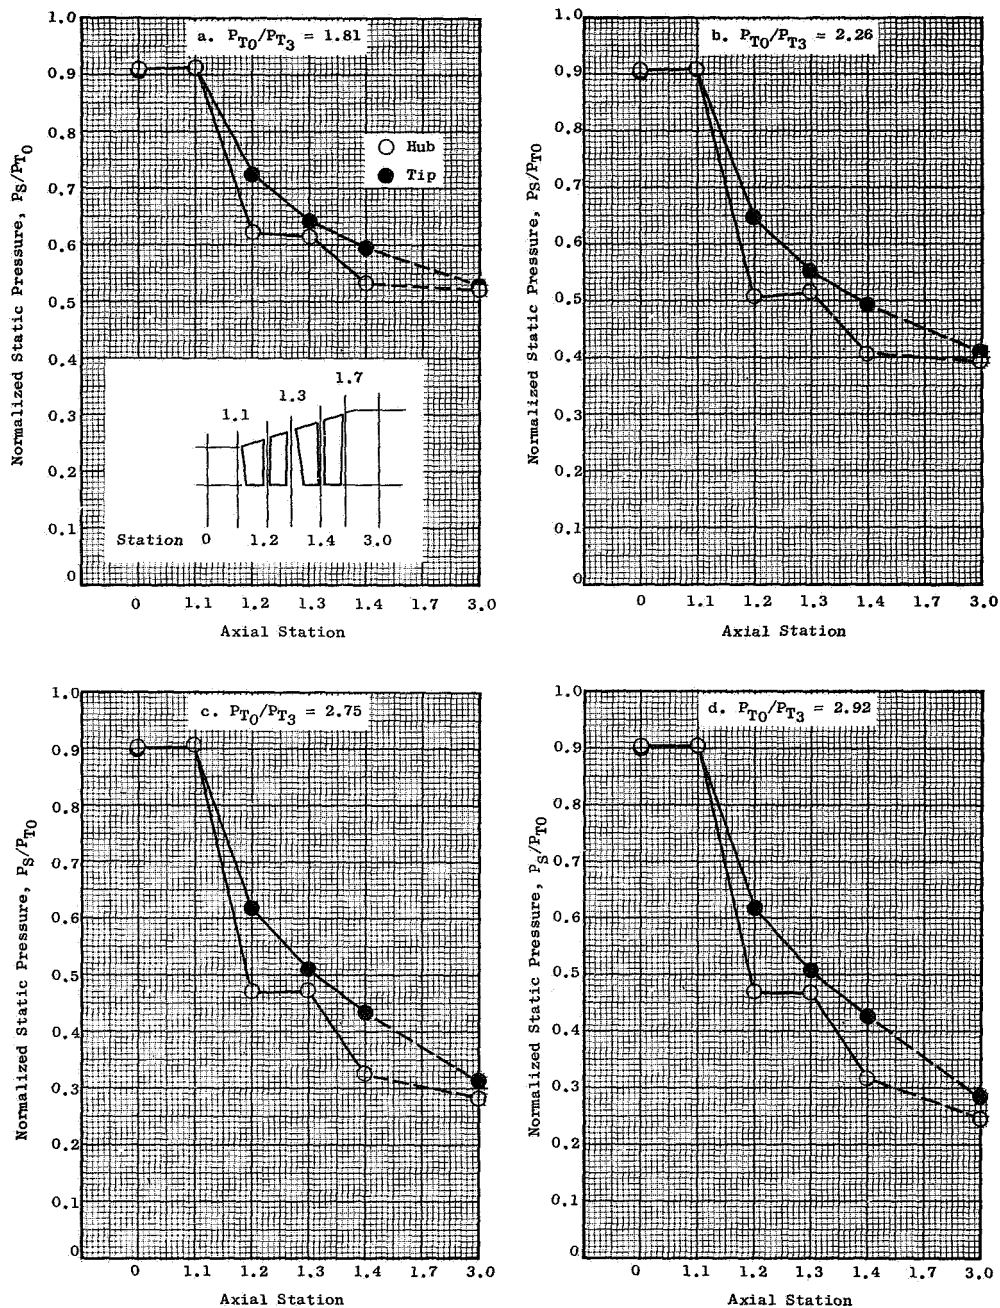 a. PT0/PT3 = 1.81
Normalized Static Pressure, PS/PT0
1.0
0.9
0.8
0.7
0.6
0.5
0.4
0.3
0.2
0.1
0
Hub
Tip
1.1
1.3
1.7
Station 0 1.2 1.4 3.0
0 1.1 1.2 1.3 1.4 1.7 3.0
Axial Station
b. PT0/PT3 = 2.26
Normalized Static Pressure, PS/PT0
1.0
0.9
0.8
0.7
0.6
0.5
0.4
0.3
0.2
0.1
0
0 1.1 1.2 1.3 1.4 1.7 3.0
Axial Station
c. PT0/PT3 = 2.75
Normalized Static Pressure, PS/PT0
1.0
0.9
0.8
0.7
0.6
0.5
0.4
0.3
0.2
0.1
0
0 1.1 1.2 1.3 1.4 1.7 3.0
Axial Station
d. PT0/PT3 = 2.92
Normalized Static Pressure, PS/PT0
1.0
0.9
0.8
0.7
0.6
0.5
0.4
0.3
0.2
0.1
0
0 1.1 1.2 1.3 1.4 1.7 3.0
Axial Station